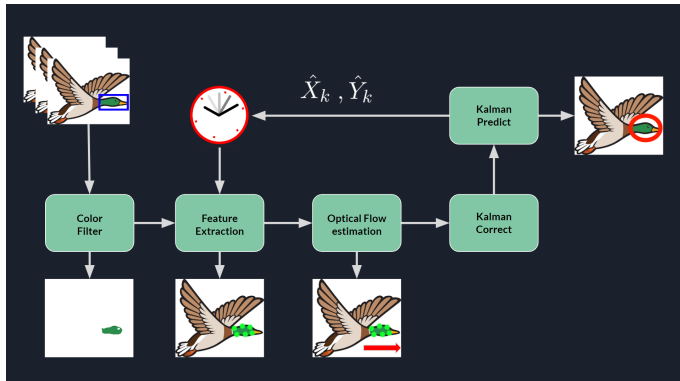 X̂k , Ŷk
Kalman
Predict
Color
Filter
Feature
Extraction
Optical Flow
estimation
Kalman
Correct